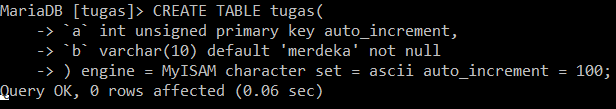 MariaDB [tugas]> CREATE TABLE tugas(
    -> `a` int unsigned primary key auto_increment,
    -> `b` varchar(10) default 'merdeka' not null
    -> ) engine = MyISAM character set = ascii auto_increment = 100;
Query OK, 0 rows affected (0.06 sec)